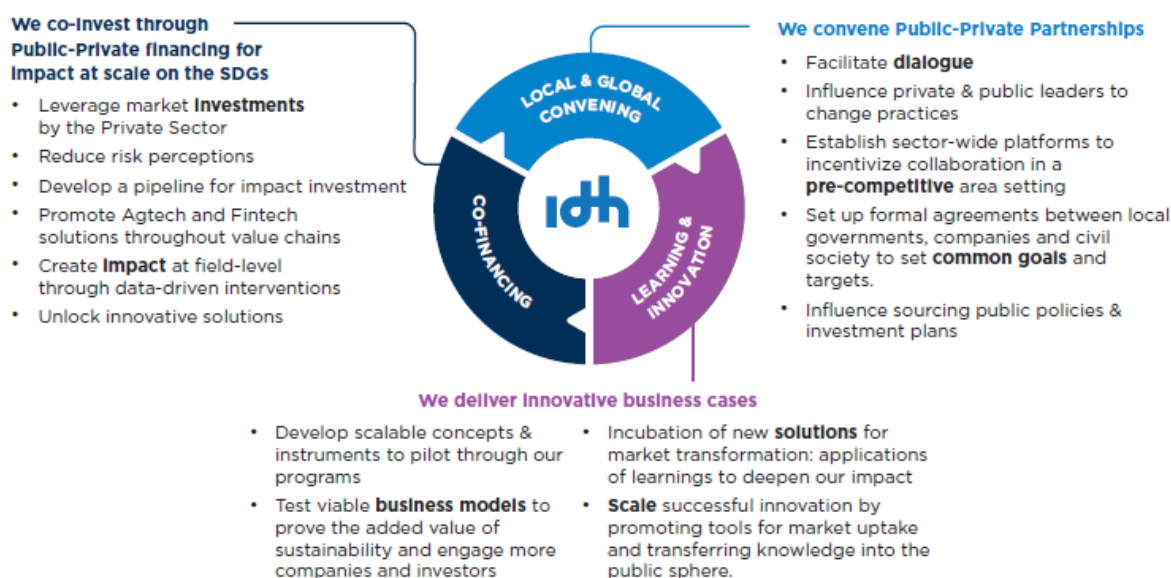 We co-invest through
Public-Private financing for
impact at scale on the SDGs
• Leverage market investments
by the Private Sector
• Reduce risk perceptions
• Develop a pipeline for impact investment
• Promote Agtech and Fintech
solutions throughout value chains
• Create impact at field-level
through data-driven interventions
• Unlock innovative solutions
LOCAL & GLOBAL
CONVENING
CO-FINANCING
LEARNING &
INNOVATION
idh
We convene Public-Private Partnerships
• Facilitate dialogue
• Influence private & public leaders to
change practices
• Establish sector-wide platforms to
incentivize collaboration in a
pre-competitive area setting
• Set up formal agreements between local
governments, companies and civil
society to set common goals and
targets.
• Influence sourcing public policies &
investment plans
We deliver innovative business cases
• Develop scalable concepts &
instruments to pilot through our
programs
• Test viable business models to
prove the added value of
sustainability and engage more
companies and investors
• Incubation of new solutions for
market transformation: applications
of learnings to deepen our impact
• Scale successful innovation by
promoting tools for market uptake
and transferring knowledge into the
public sphere.